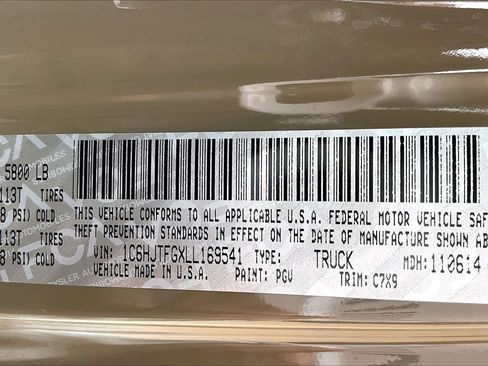 5800 LB
113T TIRES
8 PSI) COLD
113T TIRES
8 PSI) COLD
THIS VEHICLE CONFORMS TO ALL APPLICABLE U.S.A. FEDERAL MOTOR VEHICLE SAF
THEFT PREVENTION STANDARDS IN EFFECT ON THE DATE OF MANUFACTURE SHOWN AB
VIN: 1C6HJTFGXLL169541 TYPE: TRUCK MDH: 110614
VEHICLE MADE IN U.S.A. PAINT: PGV TRIM: C7X9